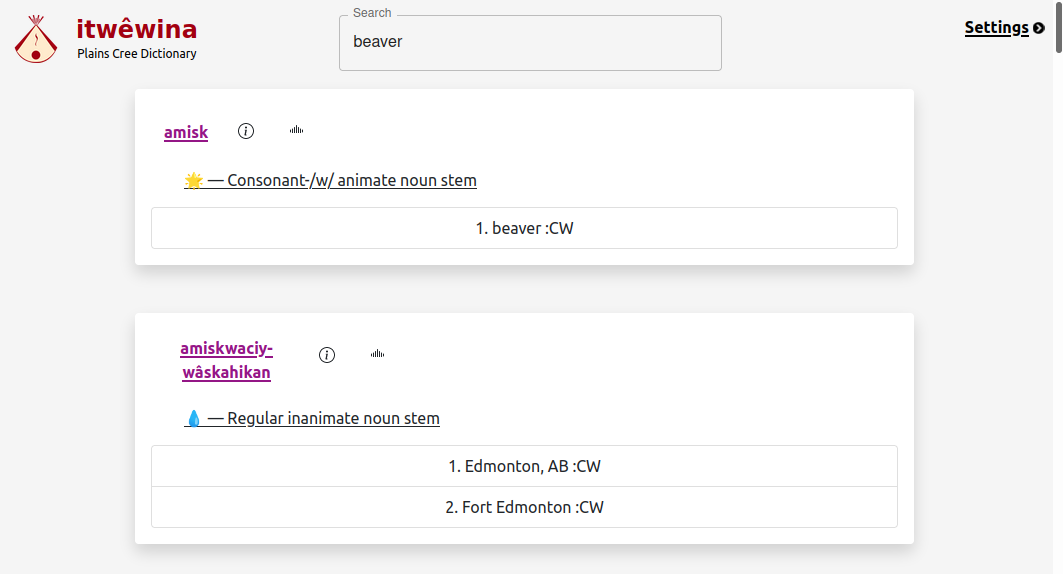 itwêwina
Plains Cree Dictionary
Search
beaver
Settings
amisk
🌟 — Consonant-/w/ animate noun stem
1. beaver :CW
amiskwaciy-
wâskahikan
💧 — Regular inanimate noun stem
1. Edmonton, AB :CW
2. Fort Edmonton :CW